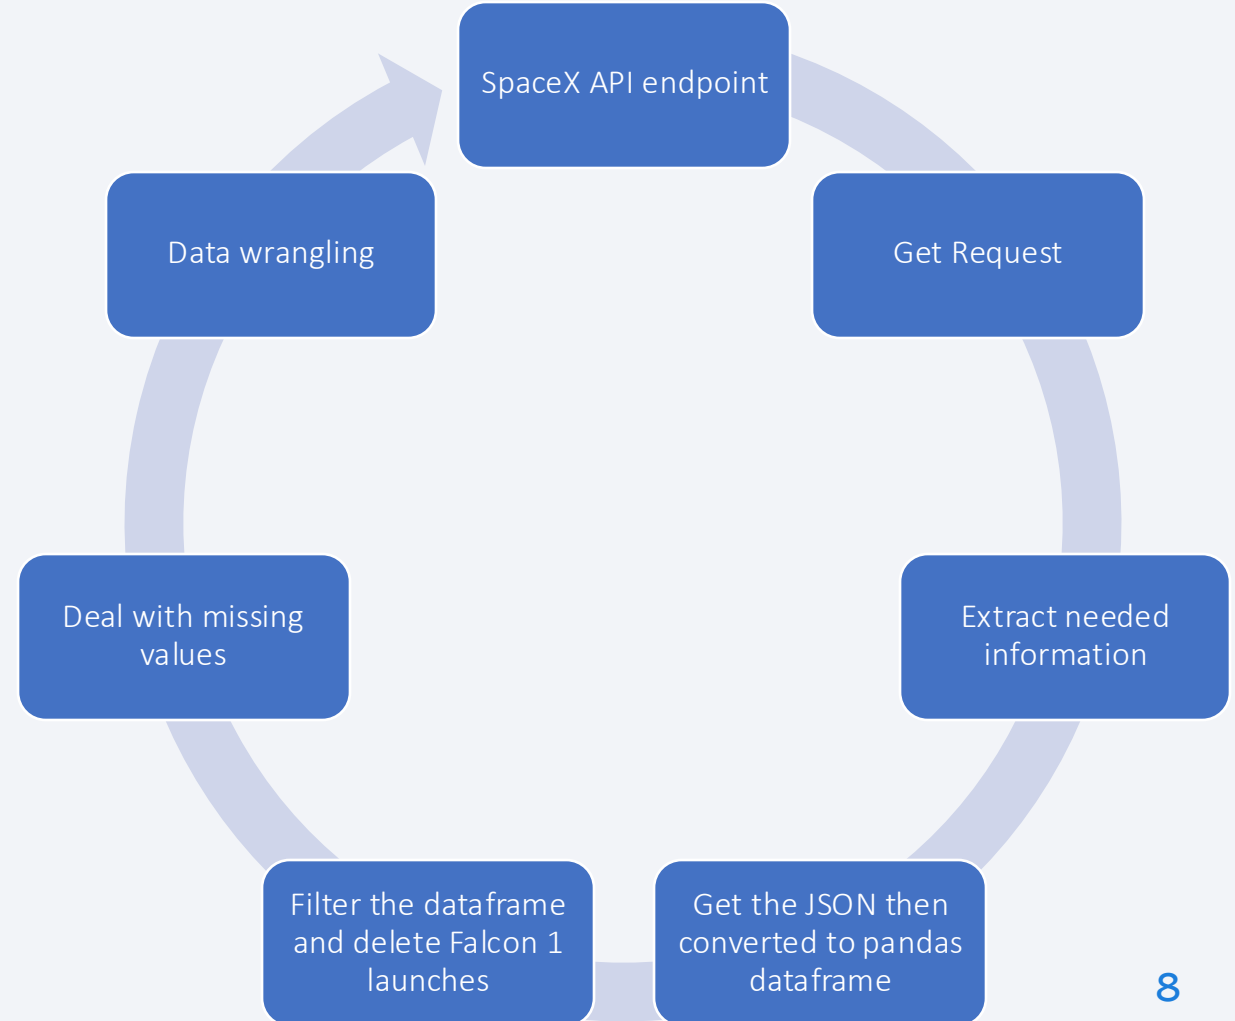 SpaceX API endpoint
Get Request
Extract needed
information
Get the JSON then
converted to pandas
dataframe
Filter the dataframe
and delete Falcon 1
launches
Deal with missing
values
Data wrangling
8